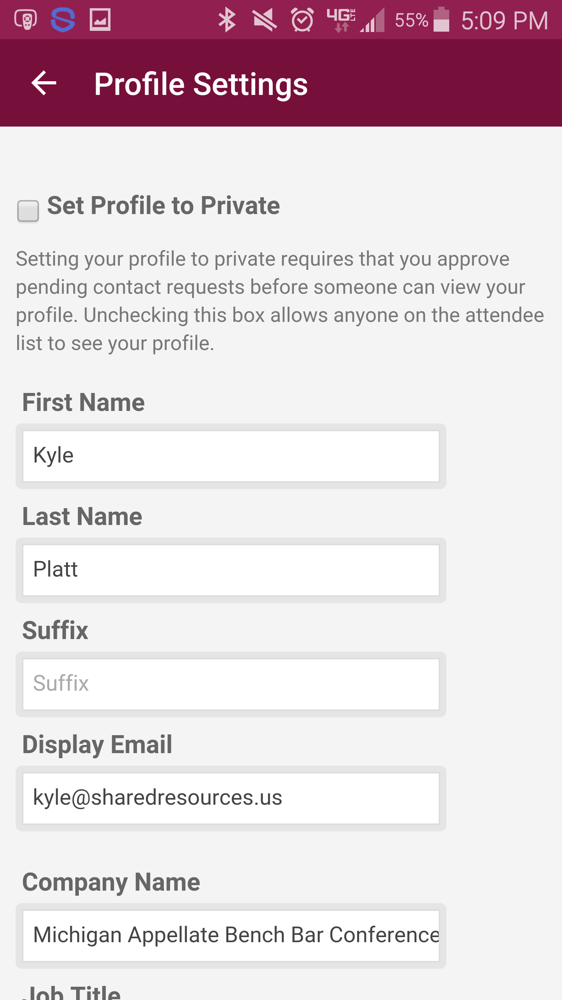 4G LTE 55% 5:09 PM
Profile Settings
Set Profile to Private
Setting your profile to private requires that you approve
pending contact requests before someone can view your
profile. Unchecking this box allows anyone on the attendee
list to see your profile.
First Name
Kyle
Last Name
Platt
Suffix
Suffix
Display Email
kyle@sharedresources.us
Company Name
Michigan Appellate Bench Bar Conference
Job Title